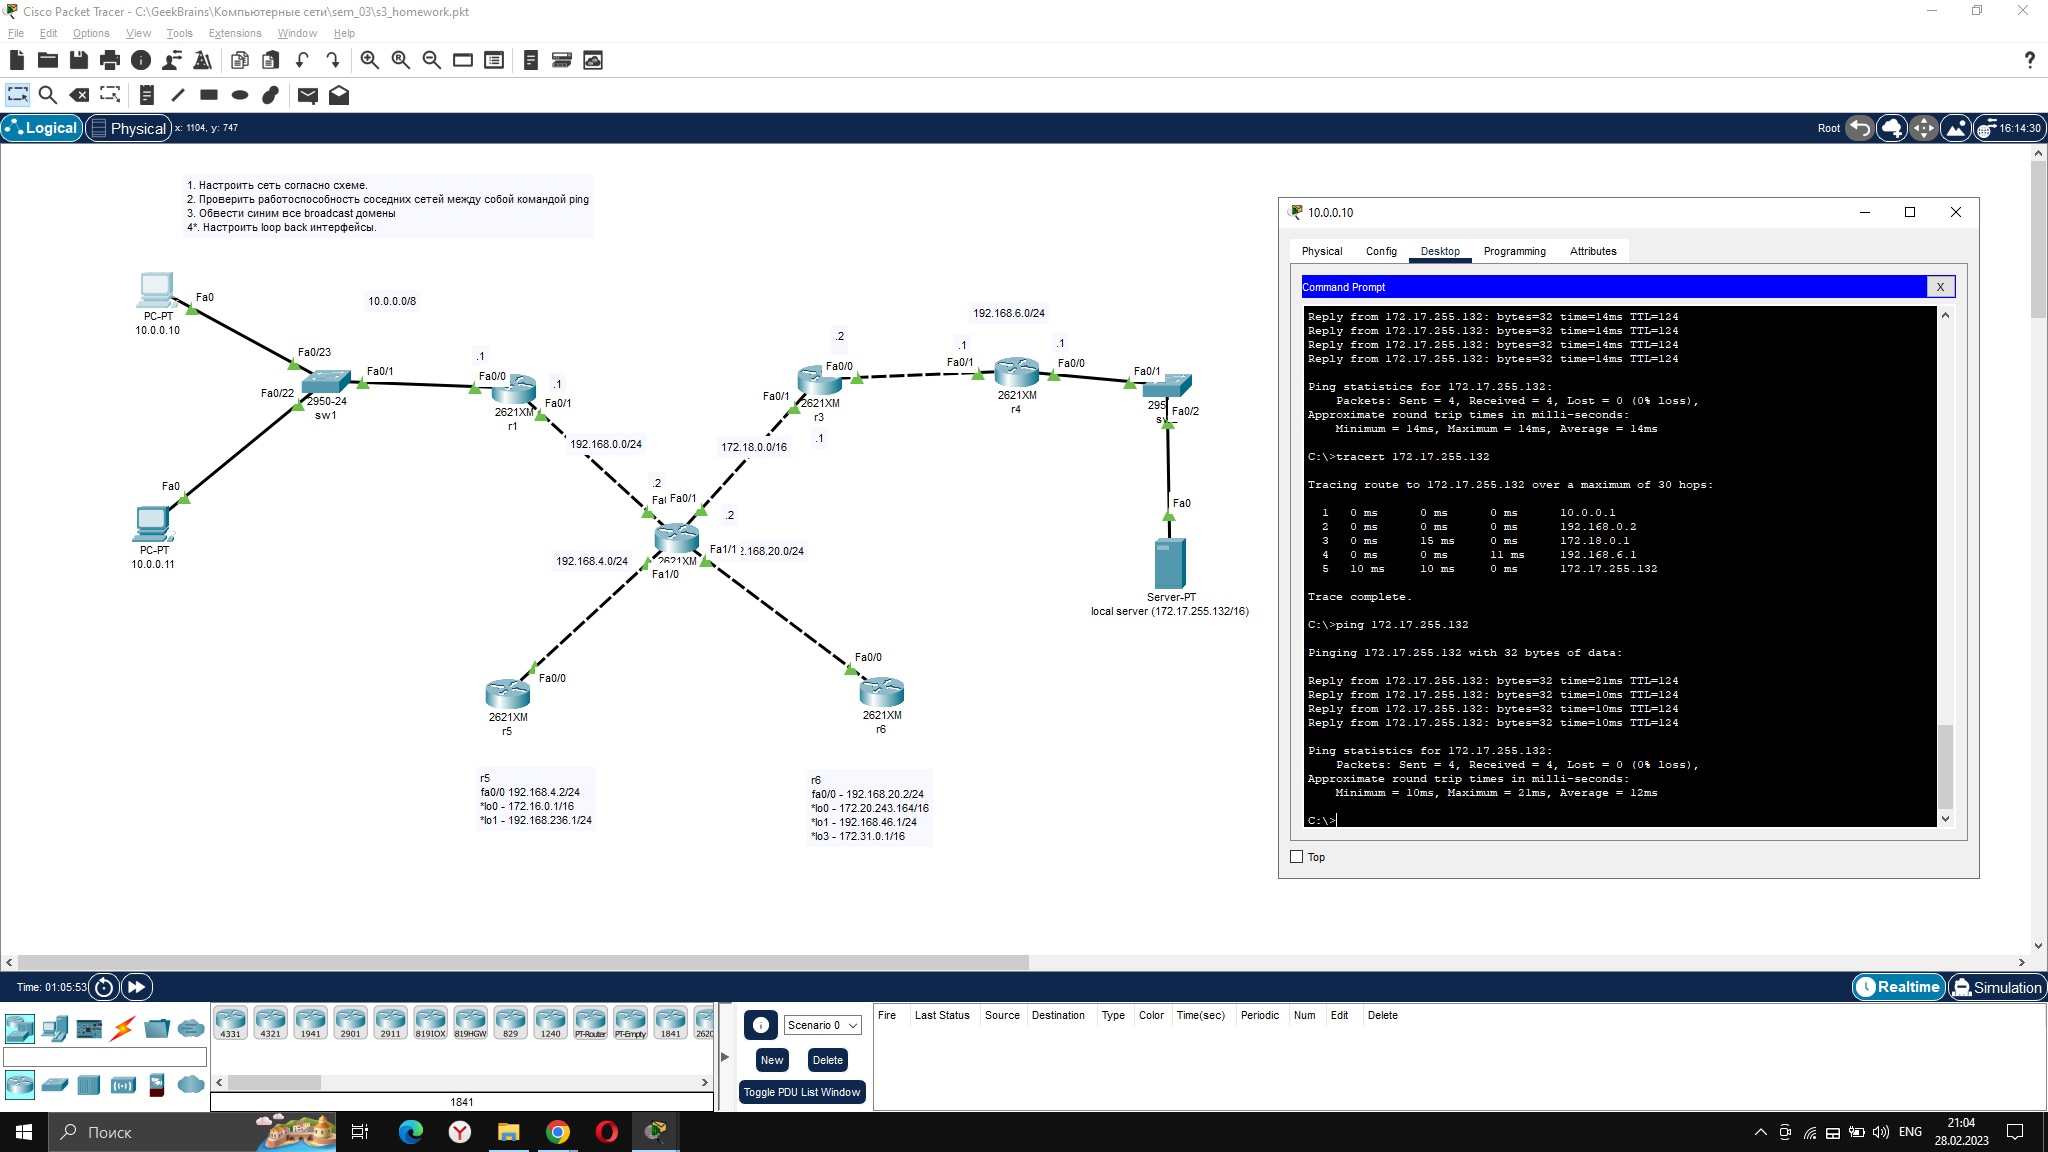 Cisco Packet Tracer - C:\GeekBrains\Компьютерные сети\sem_03\s3_homework.pkt
File Edit Options View Tools Extensions Window Help
?
Logical Physical x: 1104, y: 747
Root 16:14:30
1. Настроить сеть согласно схеме.
2. Проверить работоспособность соседних сетей между собой командой ping
3. Обвести синим все broadcast домены
4*. Настроить loop back интерфейсы.
Fa0
PC-PT
10.0.0.10
10.0.0.0/8
Fa0/23
Fa0/1
Fa0/22
2950-24
sw1
Fa0
PC-PT
10.0.0.11
.1
Fa0/0
.1
Fa0/1
2621XM
r1
192.168.0.0/24
.2
Fa0/0
Fa0/1
2621XM
r3
.1
172.18.0.0/16
192.168.6.0/24
.1
Fa0/1
.1
Fa0/0
2621XM
r4
Fa0/1
295
Fa0/2
Fa0
Server-PT
local server (172.17.255.132/16)
.2
Fa0/1
.2
Fa1/1
2.168.20.0/24
192.168.4.0/24
2621XM
Fa1/0
Fa0/0
2621XM
r5
Fa0/0
2621XM
r6
r5
fa0/0 192.168.4.2/24
*lo0 - 172.16.0.1/16
*lo1 - 192.168.236.1/24
r6
fa0/0 - 192.168.20.2/24
*lo0 - 172.20.243.164/16
*lo1 - 192.168.46.1/24
*lo3 - 172.31.0.1/16
10.0.0.10
Physical Config Desktop Programming Attributes
Command Prompt X
Reply from 172.17.255.132: bytes=32 time=14ms TTL=124
Reply from 172.17.255.132: bytes=32 time=14ms TTL=124
Reply from 172.17.255.132: bytes=32 time=14ms TTL=124
Reply from 172.17.255.132: bytes=32 time=14ms TTL=124
Ping statistics for 172.17.255.132:
Packets: Sent = 4, Received = 4, Lost = 0 (0% loss),
Approximate round trip times in milli-seconds:
Minimum = 14ms, Maximum = 14ms, Average = 14ms
C:\>tracert 172.17.255.132
Tracing route to 172.17.255.132 over a maximum of 30 hops:
1 0 ms 0 ms 0 ms 10.0.0.1
2 0 ms 0 ms 0 ms 192.168.0.2
3 0 ms 15 ms 0 ms 172.18.0.1
4 0 ms 0 ms 11 ms 192.168.6.1
5 10 ms 10 ms 0 ms 172.17.255.132
Trace complete.
C:\>ping 172.17.255.132
Pinging 172.17.255.132 with 32 bytes of data:
Reply from 172.17.255.132: bytes=32 time=21ms TTL=124
Reply from 172.17.255.132: bytes=32 time=10ms TTL=124
Reply from 172.17.255.132: bytes=32 time=10ms TTL=124
Reply from 172.17.255.132: bytes=32 time=10ms TTL=124
Ping statistics for 172.17.255.132:
Packets: Sent = 4, Received = 4, Lost = 0 (0% loss),
Approximate round trip times in milli-seconds:
Minimum = 10ms, Maximum = 21ms, Average = 12ms
C:\>
Top
Time: 01:05:53
Realtime Simulation
4331 4321 1941 2901 2911 819IOX 819HGW 829 1240 PT-Router PT-Empty 1841 2620
1841
Scenario 0
New Delete
Toggle PDU List Window
Fire Last Status Source Destination Type Color Time(sec) Periodic Num Edit Delete
Поиск
ENG
21:04
28.02.2023